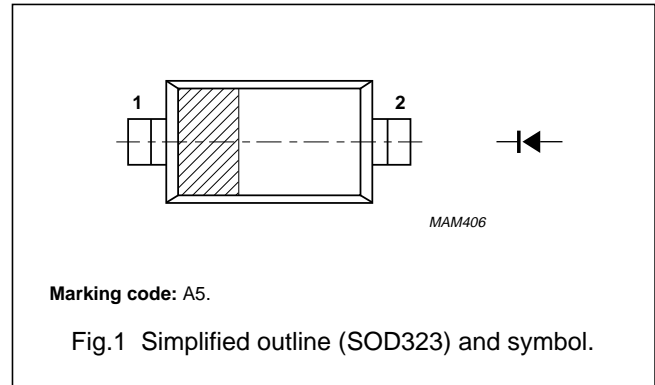 1
2
MAM406
Marking code: A5.
Fig.1 Simplified outline (SOD323) and symbol.